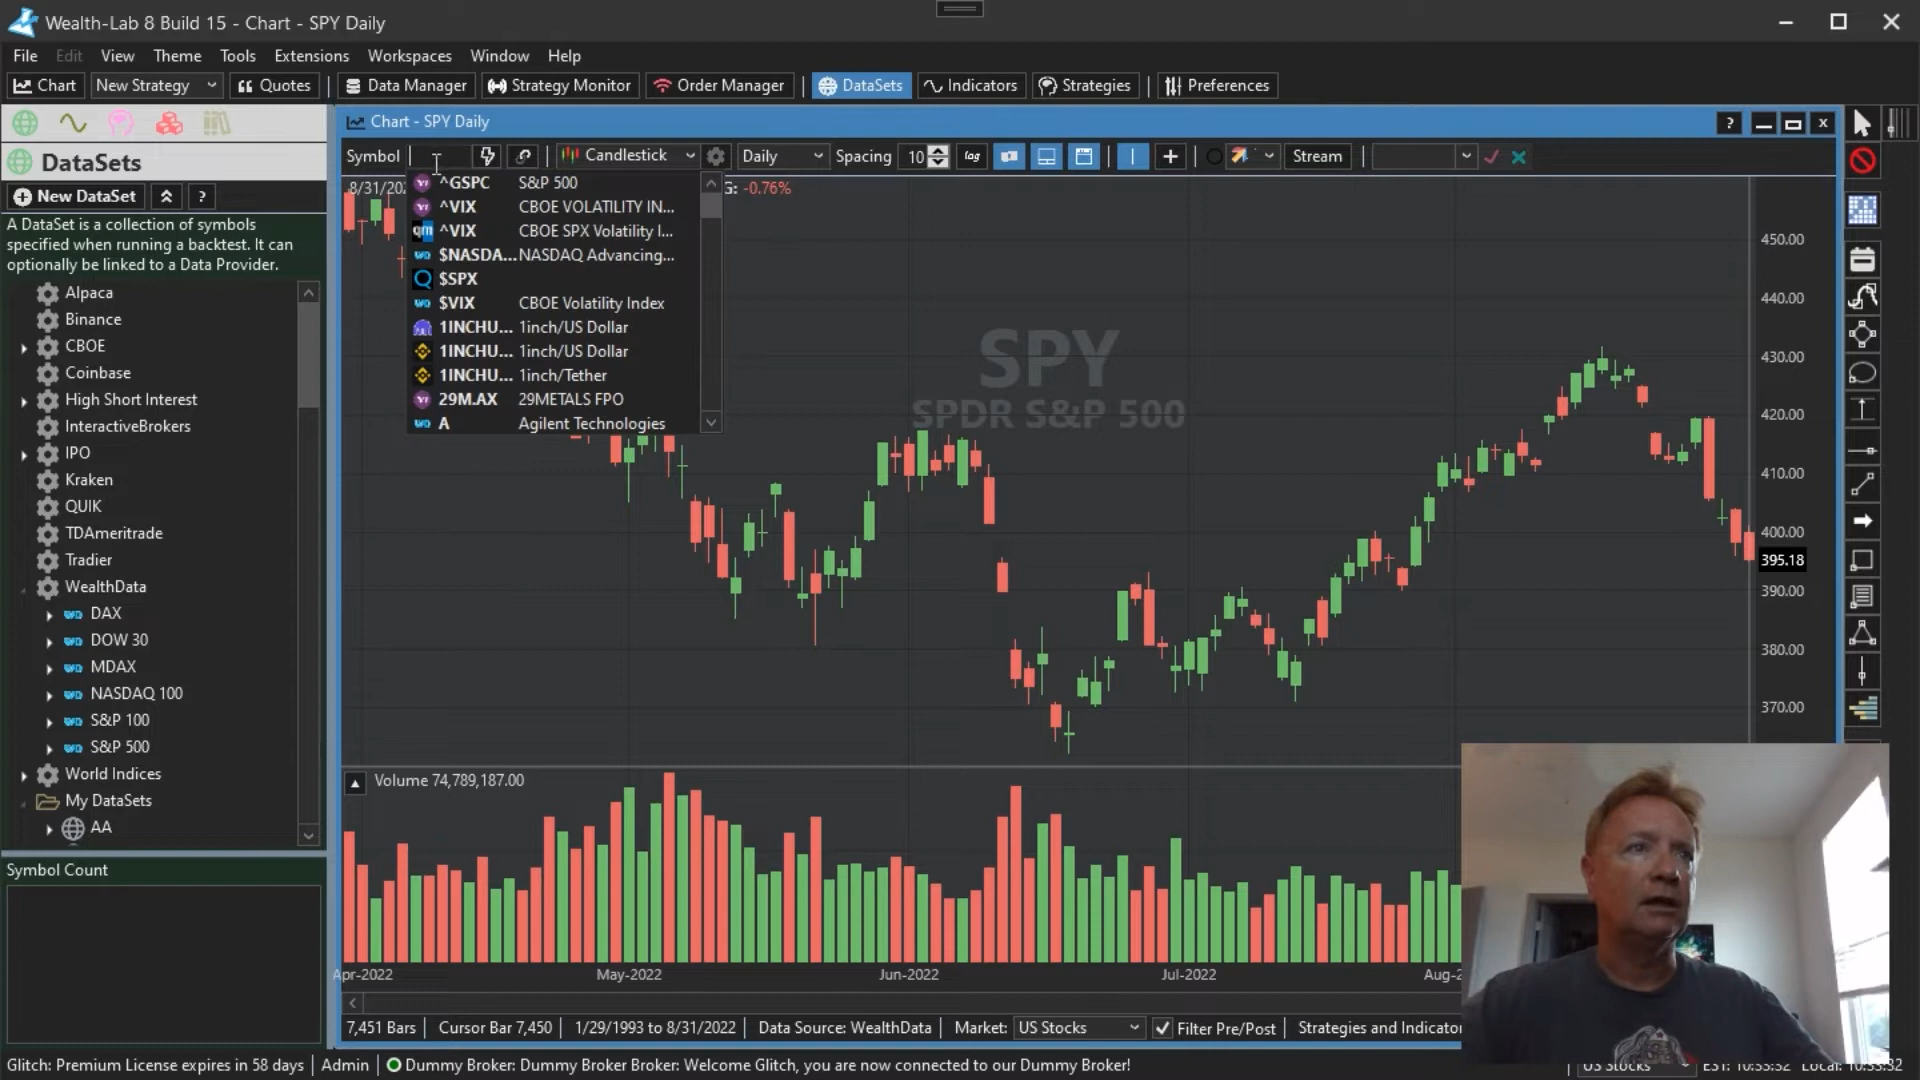 Wealth-Lab 8 Build 15 - Chart - SPY Daily
File Edit View Theme Tools Extensions Workspaces Window Help
Chart New Strategy Quotes Data Manager Strategy Monitor Order Manager DataSets Indicators Strategies Preferences
Chart - SPY Daily
DataSets
Symbol Candlestick Daily Spacing 10 log Stream
New DataSet ?
8/31/202 G: -0.76%
^GSPC S&P 500
^VIX CBOE VOLATILITY IN...
^VIX CBOE SPX Volatility I...
$NASDA... NASDAQ Advancing...
$SPX
$VIX CBOE Volatility Index
1INCHU... 1inch/US Dollar
1INCHU... 1inch/US Dollar
1INCHU... 1inch/Tether
29M.AX 29METALS FPO
A Agilent Technologies
A DataSet is a collection of symbols
specified when running a backtest. It can
optionally be linked to a Data Provider.
Alpaca
Binance
CBOE
Coinbase
High Short Interest
InteractiveBrokers
IPO
Kraken
QUIK
TDAmeritrade
Tradier
WealthData
DAX
DOW 30
MDAX
NASDAQ 100
S&P 100
S&P 500
World Indices
My DataSets
AA
Symbol Count
SPY
SPDR S&P 500
450.00
440.00
430.00
420.00
410.00
400.00
395.18
390.00
380.00
370.00
Volume 74,789,187.00
Apr-2022 May-2022 Jun-2022 Jul-2022 Aug-2
7,451 Bars Cursor Bar 7,450 1/29/1993 to 8/31/2022 Data Source: WealthData Market: US Stocks Filter Pre/Post Strategies and Indicator
Glitch: Premium License expires in 58 days Admin Dummy Broker: Dummy Broker Broker: Welcome Glitch, you are now connected to our Dummy Broker! US Stocks